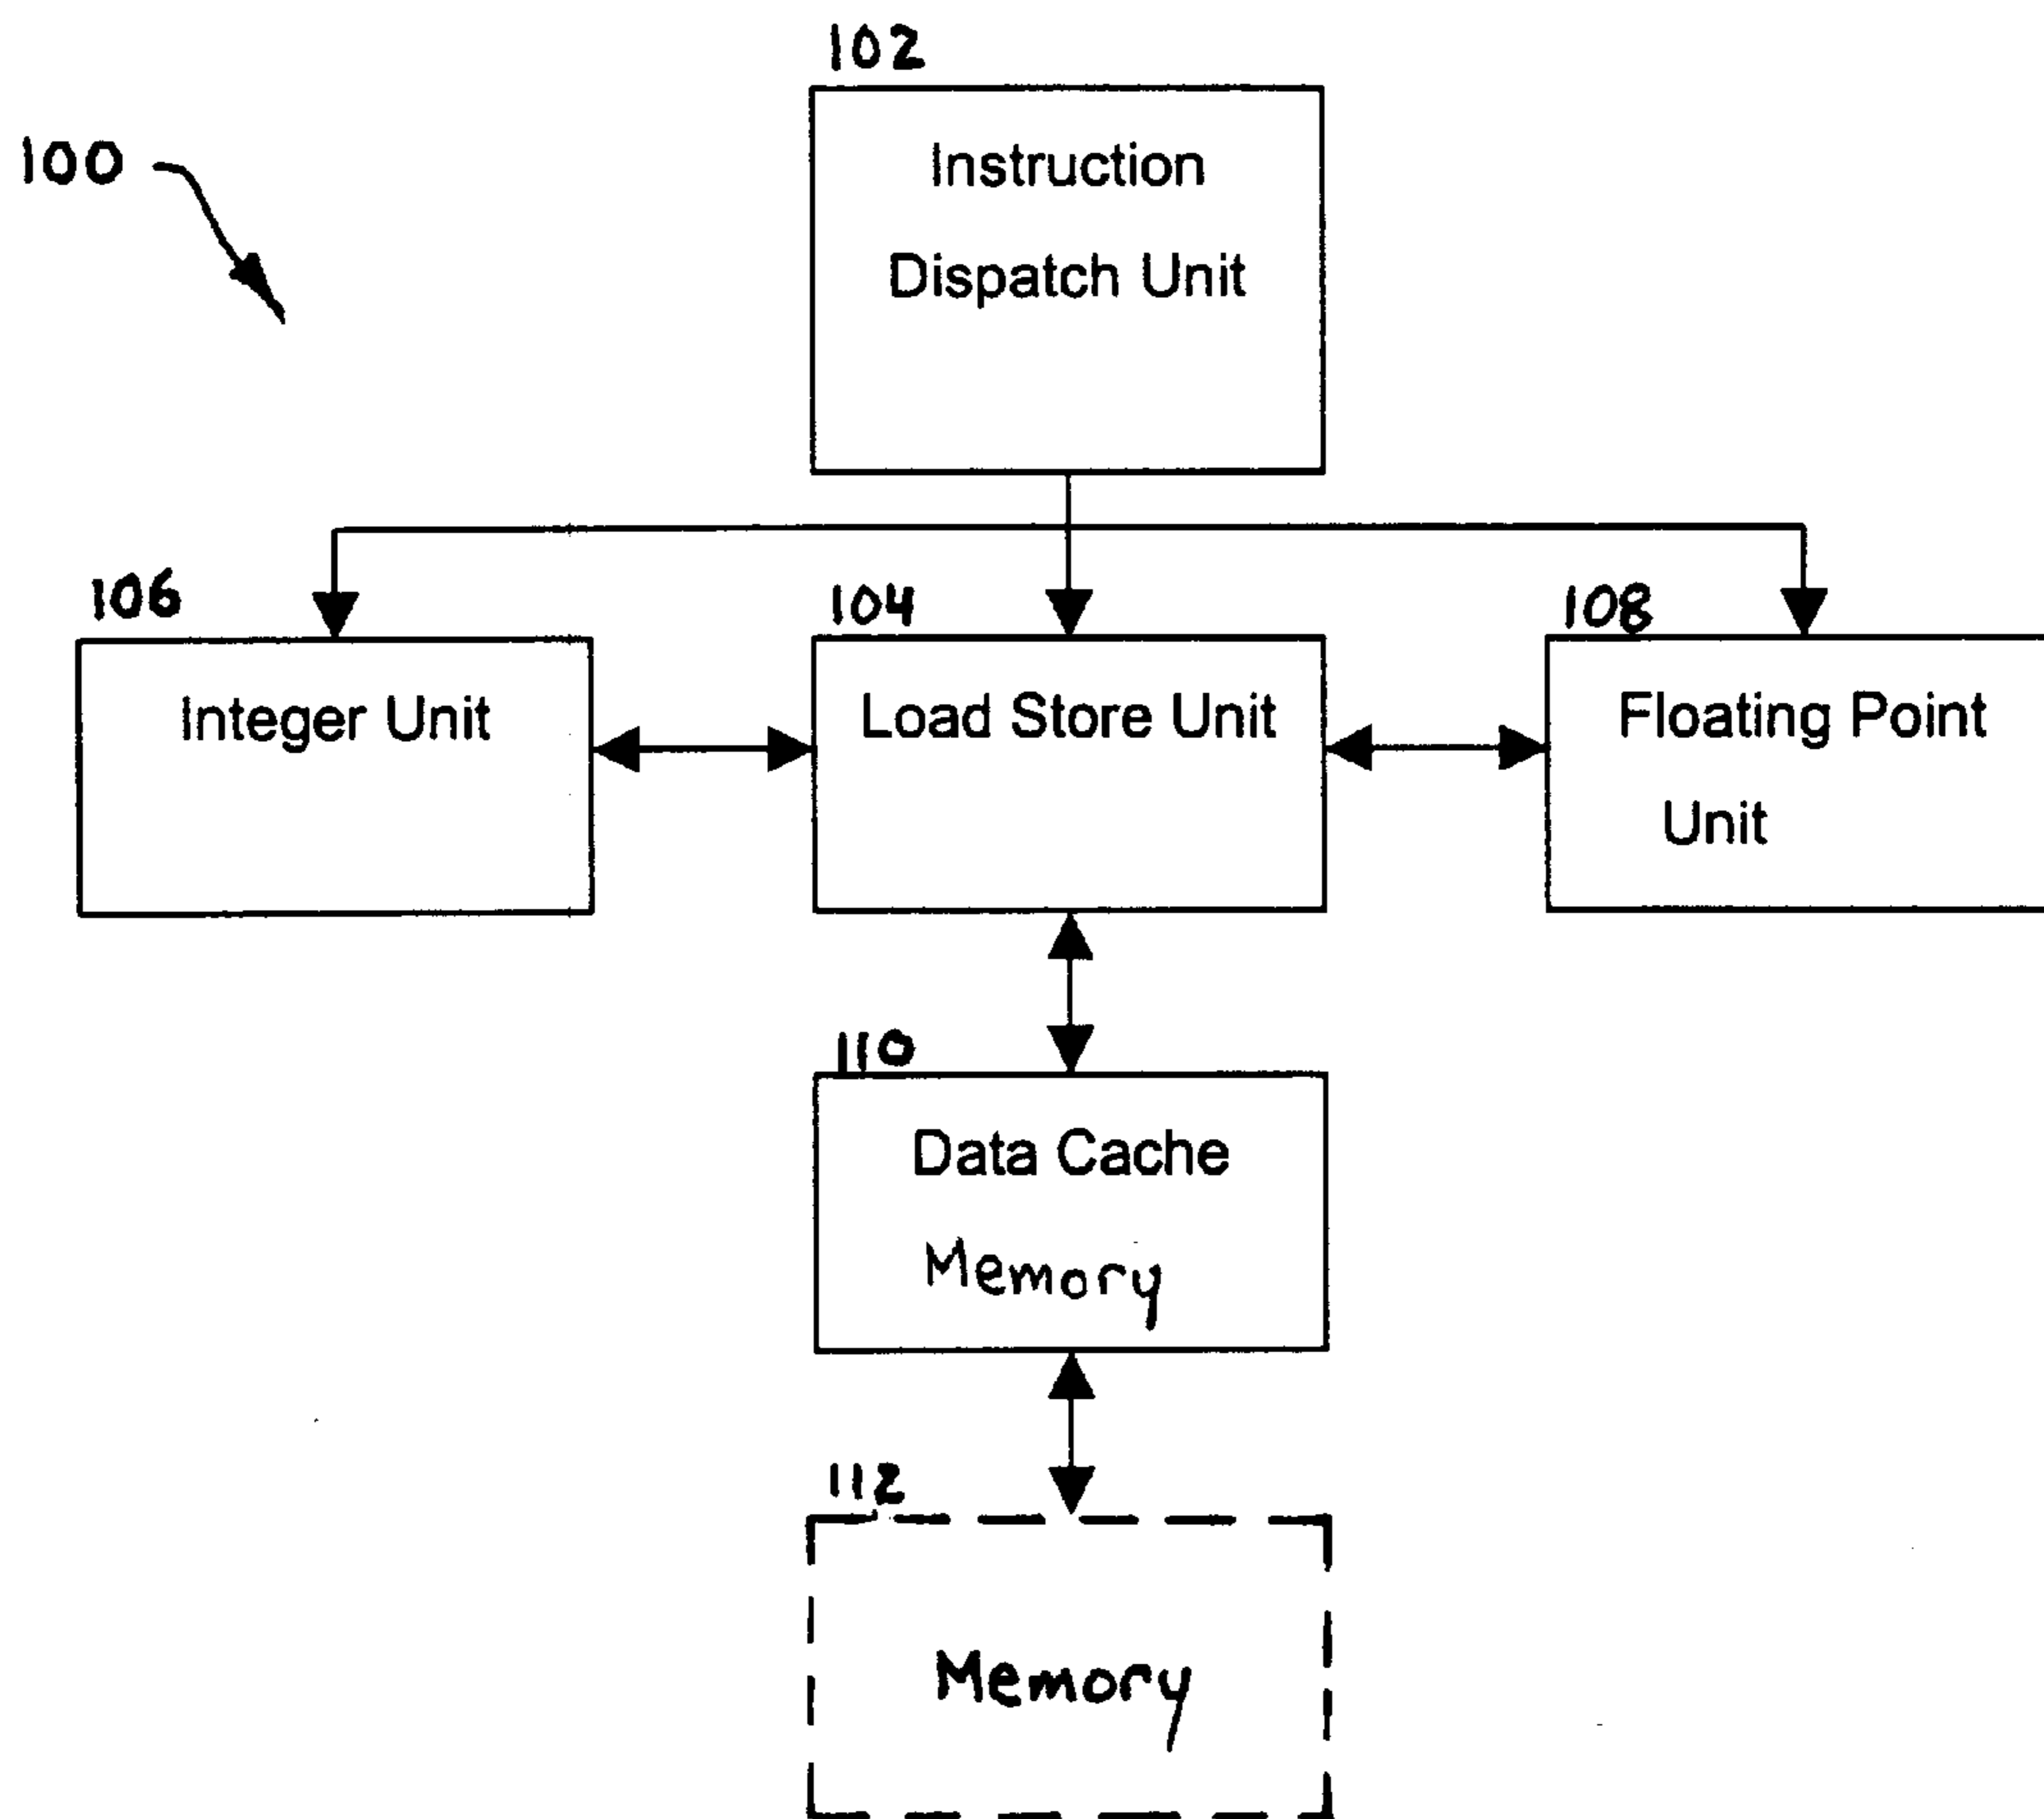 102
100
Instruction
Dispatch Unit
106
104
108
Integer Unit
Load Store Unit
Floating Point
Unit
110
Data Cache
Memory
112
Memory